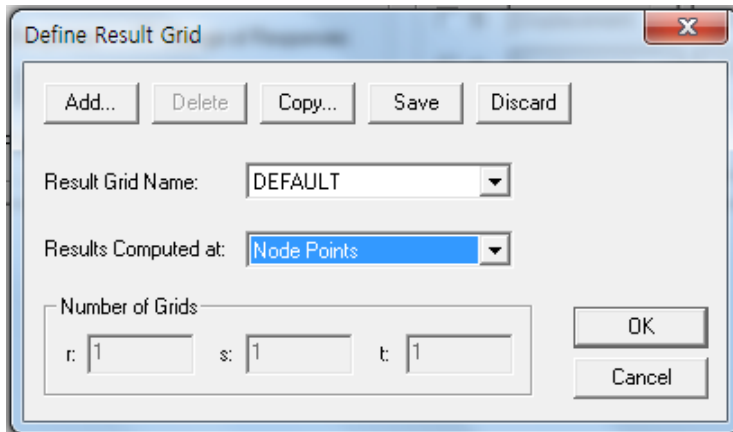 Define Result Grid
Add... Delete Copy... Save Discard
Result Grid Name: DEFAULT
Results Computed at: Node Points
Number of Grids
r: 1 s: 1 t: 1
OK
Cancel